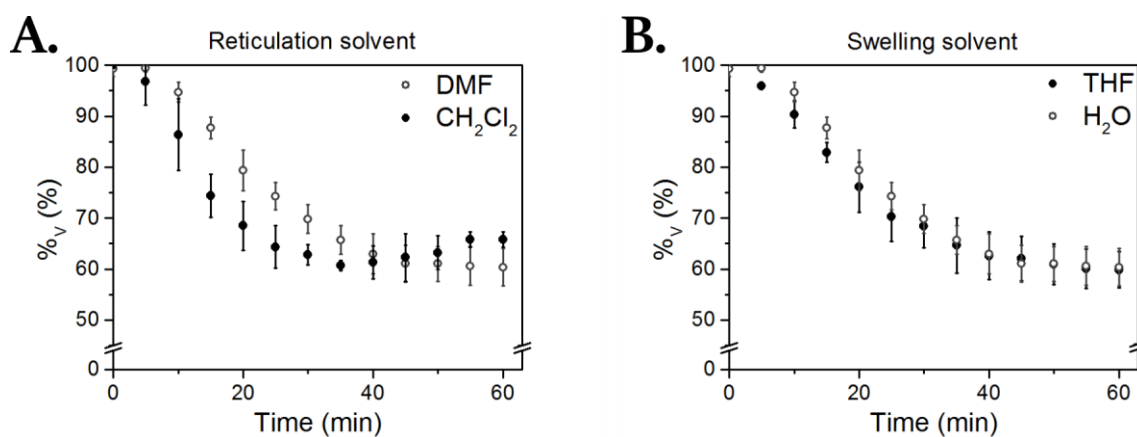 A.
Reticulation solvent
DMF
CH₂Cl₂
%ᵥ (%)
100
90
80
70
60
50
0
0
20
40
60
Time (min)
B.
Swelling solvent
THF
H₂O
%ᵥ (%)
100
90
80
70
60
50
0
0
20
40
60
Time (min)